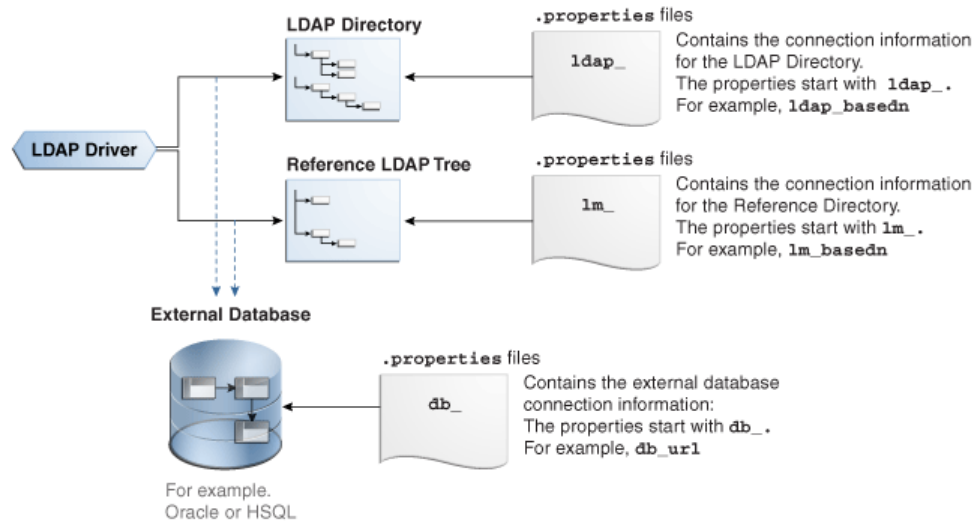 LDAP Directory
.properties files
ldap_
Contains the connection information
for the LDAP Directory.
The properties start with ldap_.
For example, ldap_basedn
LDAP Driver
Reference LDAP Tree
.properties files
lm_
Contains the connection information
for the Reference Directory.
The properties start with lm_.
For example, lm_basedn
External Database
.properties files
db_
Contains the external database
connection information:
The properties start with db_.
For example, db_url
For example.
Oracle or HSQL